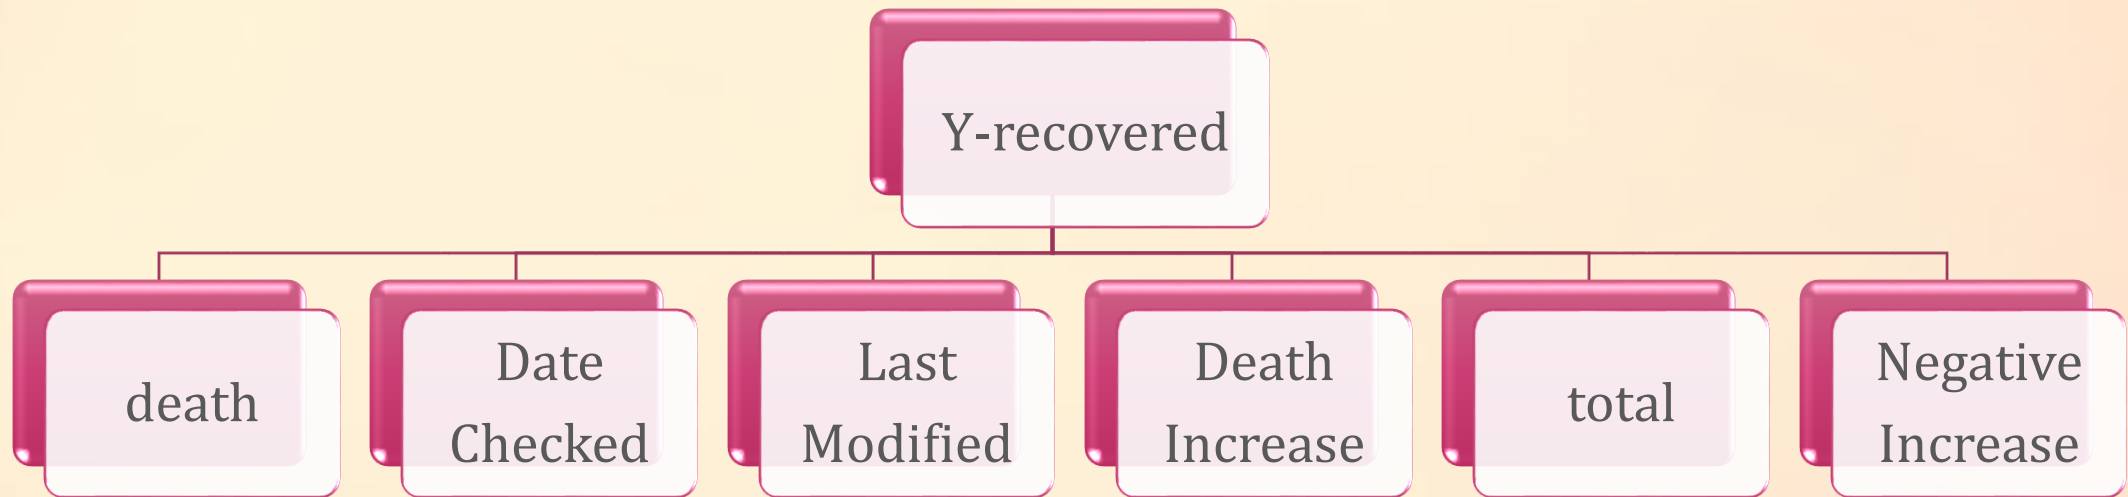 Y-recovered
death
Date
Checked
Last
Modified
Death
Increase
total
Negative
Increase